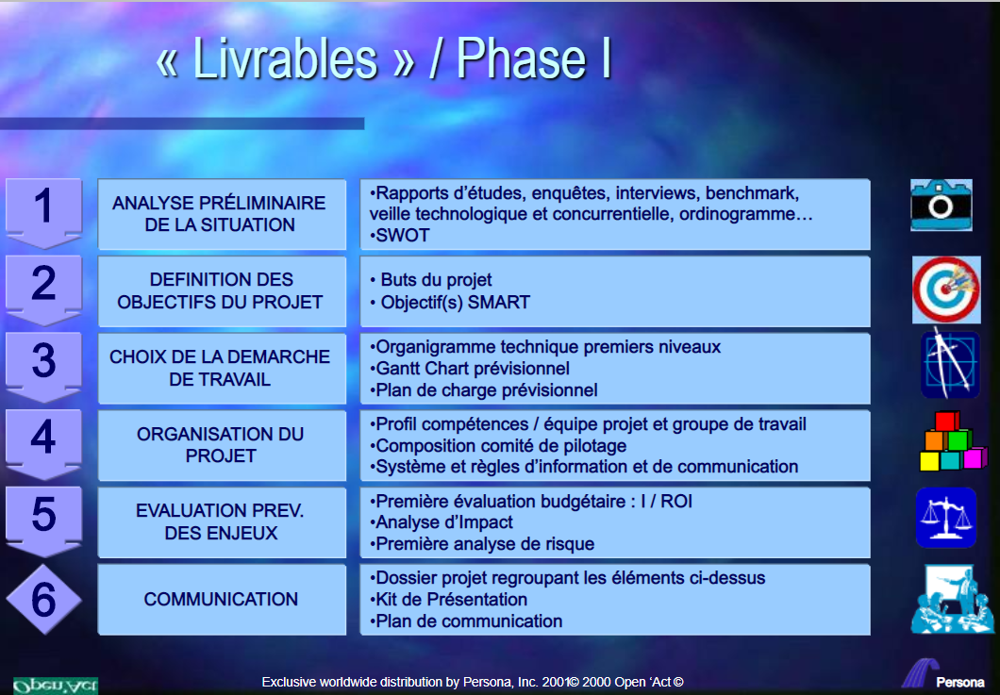 « Livrables » / Phase I
1
ANALYSE PRÉLIMINAIRE
DE LA SITUATION
•Rapports d’études, enquêtes, interviews, benchmark,
veille technologique et concurrentielle, ordinogramme…
•SWOT
2
DEFINITION DES
OBJECTIFS DU PROJET
• Buts du projet
• Objectif(s) SMART
3
CHOIX DE LA DEMARCHE
DE TRAVAIL
•Organigramme technique premiers niveaux
•Gantt Chart prévisionnel
•Plan de charge prévisionnel
4
ORGANISATION DU
PROJET
•Profil compétences / équipe projet et groupe de travail
•Composition comité de pilotage
•Système et règles d’information et de communication
5
EVALUATION PREV.
DES ENJEUX
•Première évaluation budgétaire : I / ROI
•Analyse d’Impact
•Première analyse de risque
6
COMMUNICATION
•Dossier projet regroupant les éléments ci-dessus
•Kit de Présentation
•Plan de communication
Open'Act
Exclusive worldwide distribution by Persona, Inc. 2001© 2000 Open ‘Act ©
Persona